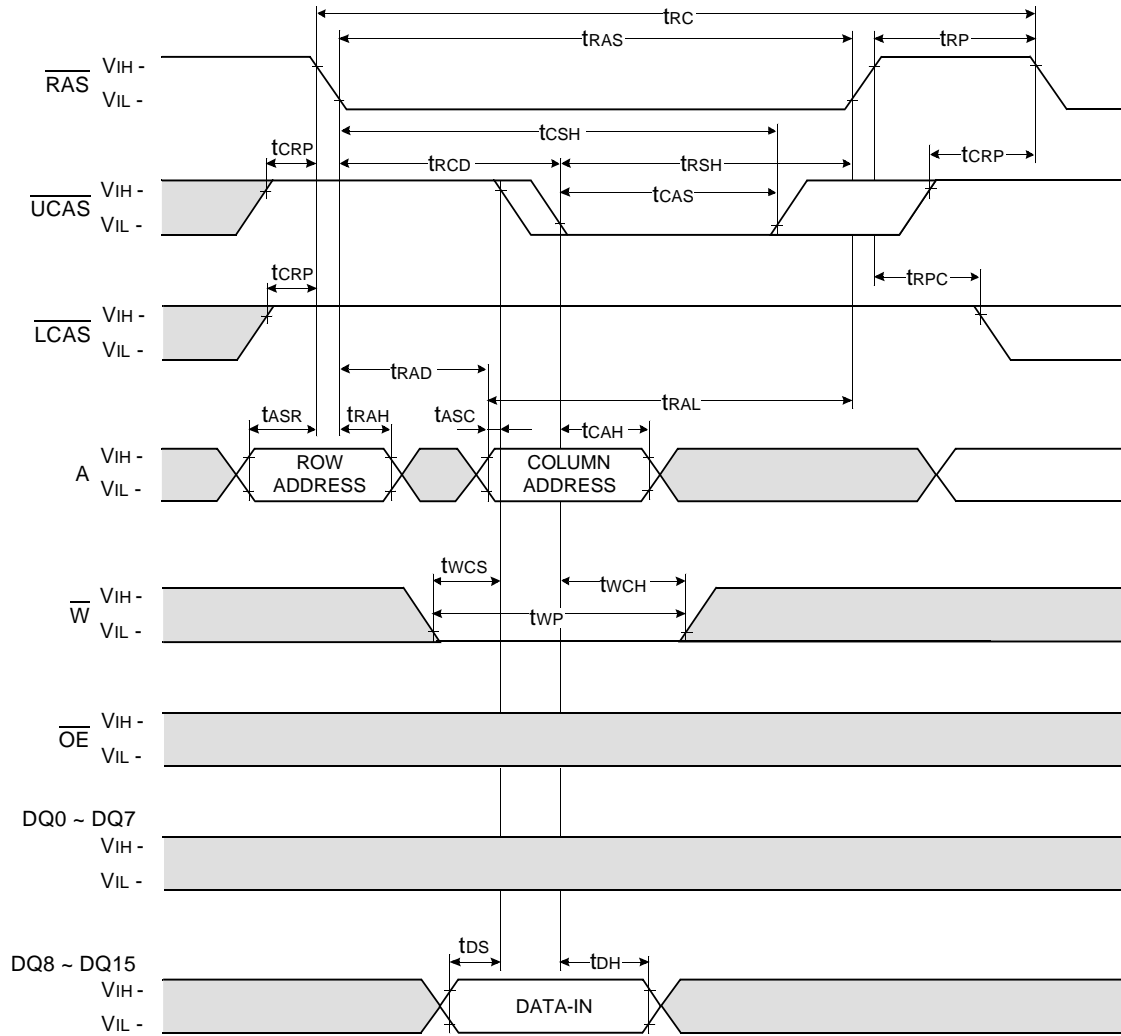 tRC
tRAS
tRP
RAS
VIH -
VIL -
tCSH
tCRP
tRCD
tRSH
tCRP
UCAS
VIH -
VIL -
tCAS
tCRP
tRPC
LCAS
VIH -
VIL -
tRAD
tRAL
tASR
tRAH
tASC
tCAH
A
VIH -
VIL -
ROW
ADDRESS
COLUMN
ADDRESS
tWCS
tWCH
W
VIH -
VIL -
tWP
OE
VIH -
VIL -
DQ0 ~ DQ7
VIH -
VIL -
tDS
tDH
DQ8 ~ DQ15
VIH -
VIL -
DATA-IN